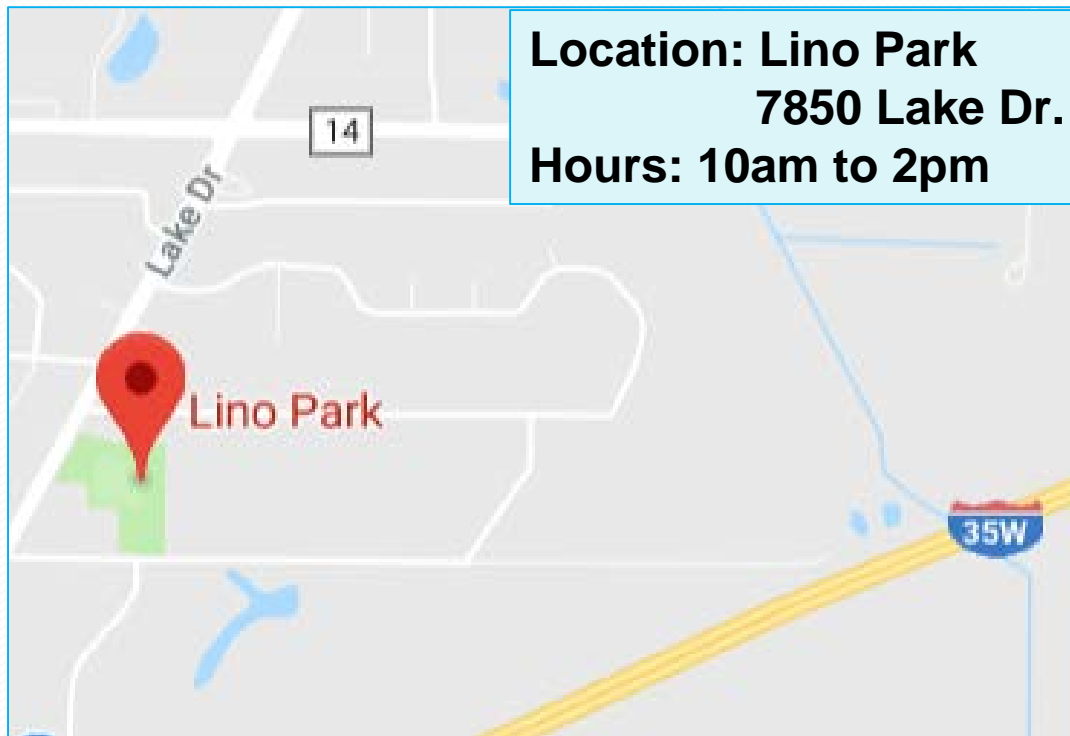 Location: Lino Park
7850 Lake Dr.
Hours: 10am to 2pm
14
Lake Dr
Lino Park
35W